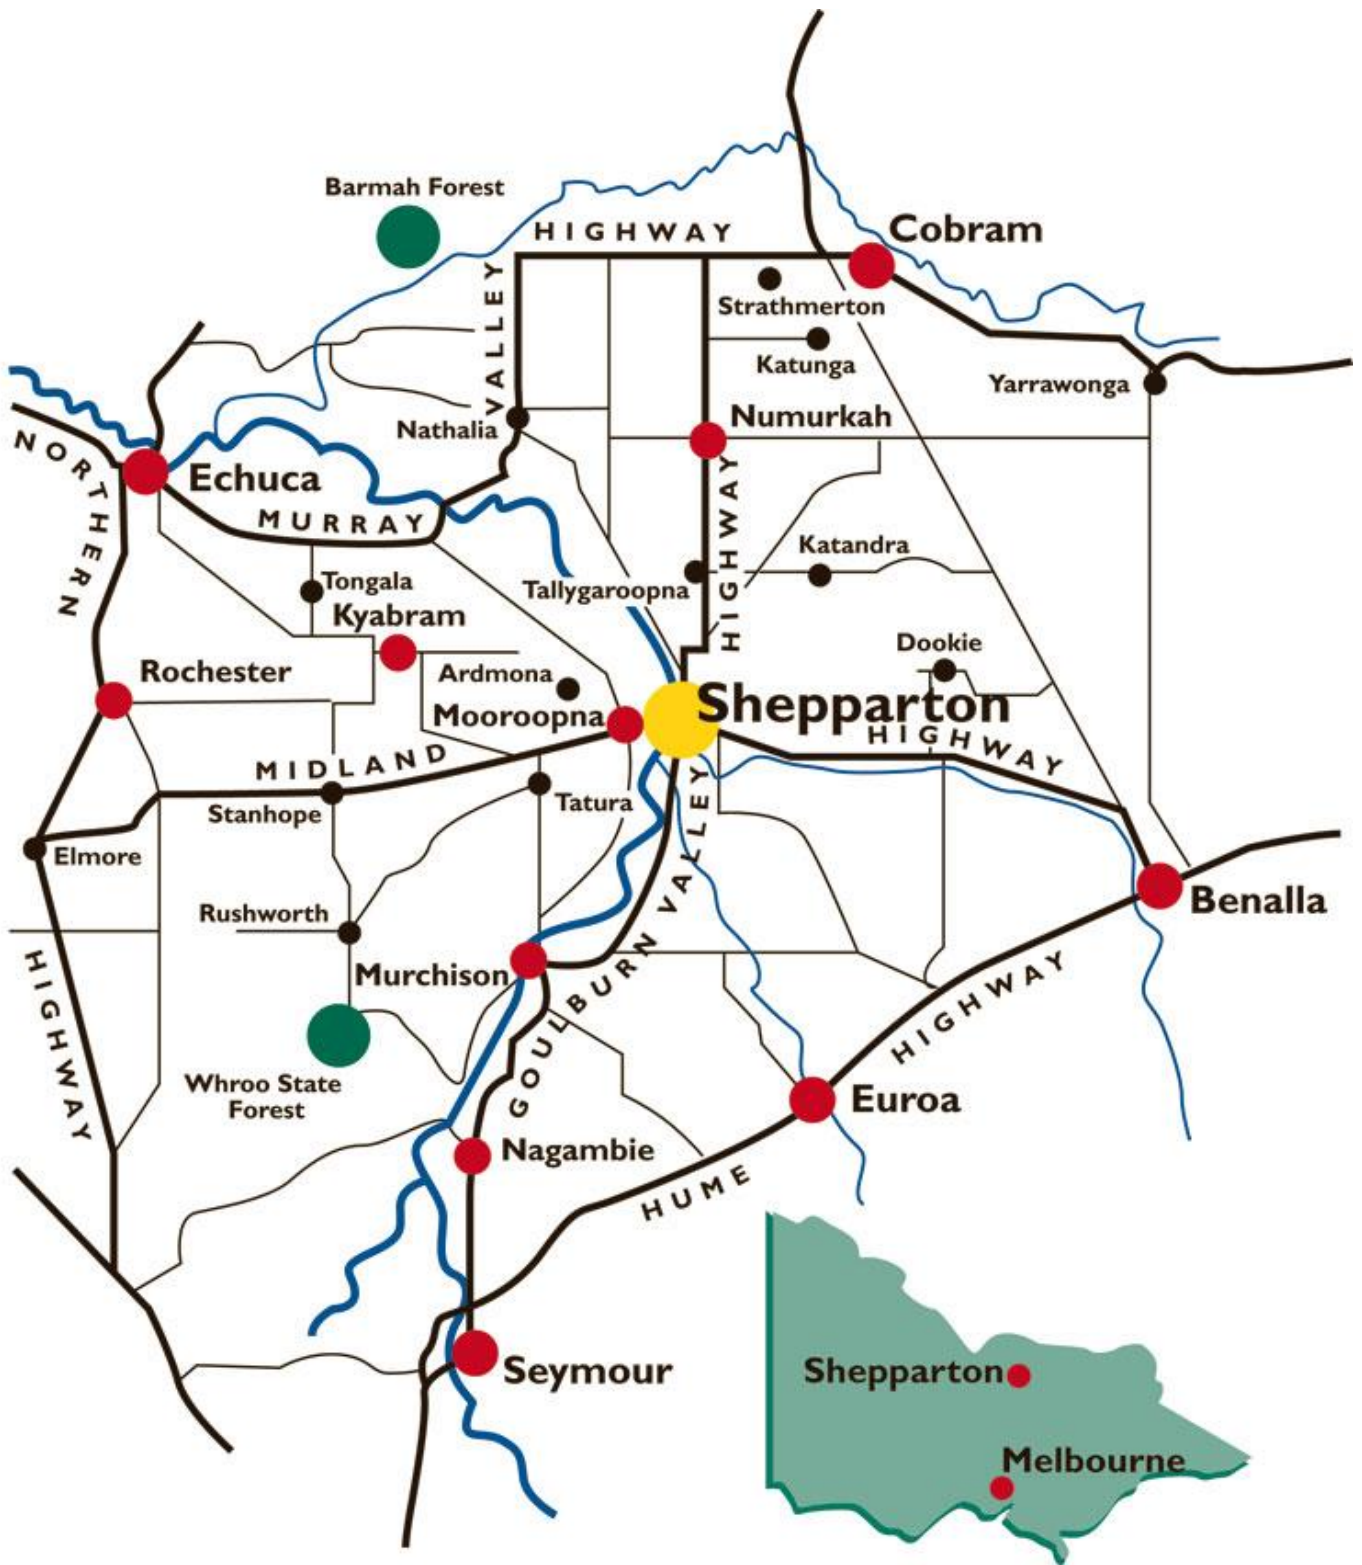 Barmah Forest
HIGHWAY
Cobram
VALLEY
Strathmerton
Katunga
Yarrawonga
Nathalia
Numurkah
NORTHERN
Echuca
MURRAY
HIGHWAY
Katandra
Tongala
Tallygaroopna
Kyabram
Dookie
Rochester
Ardmona
Shepparton
Mooroopna
HIGHWAY
MIDLAND
Stanhope
Tatura
Elmore
VALLEY
Rushworth
Benalla
HIGHWAY
Murchison
GOULBURN
HIGHWAY
Whroo State
Forest
Euroa
Nagambie
HUME
Seymour
Shepparton
Melbourne